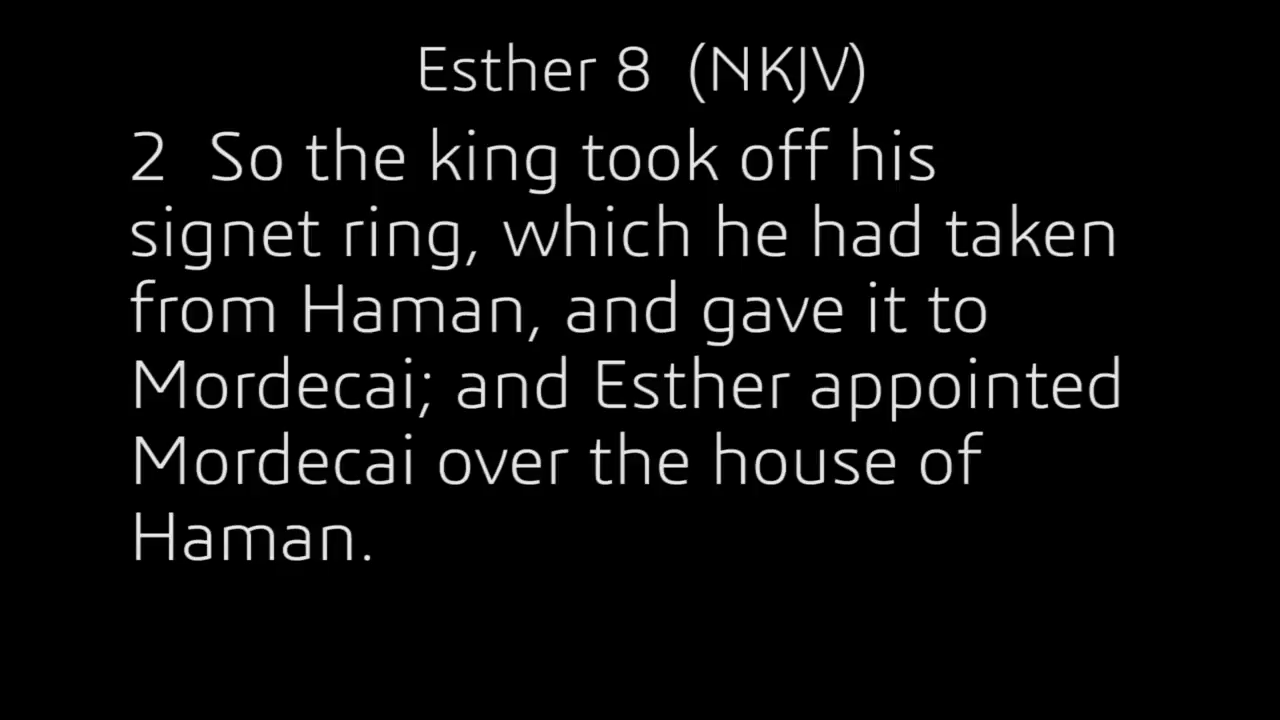 Esther 8 (NKJV)
2 So the king took off his
signet ring, which he had taken
from Haman, and gave it to
Mordecai; and Esther appointed
Mordecai over the house of
Haman.